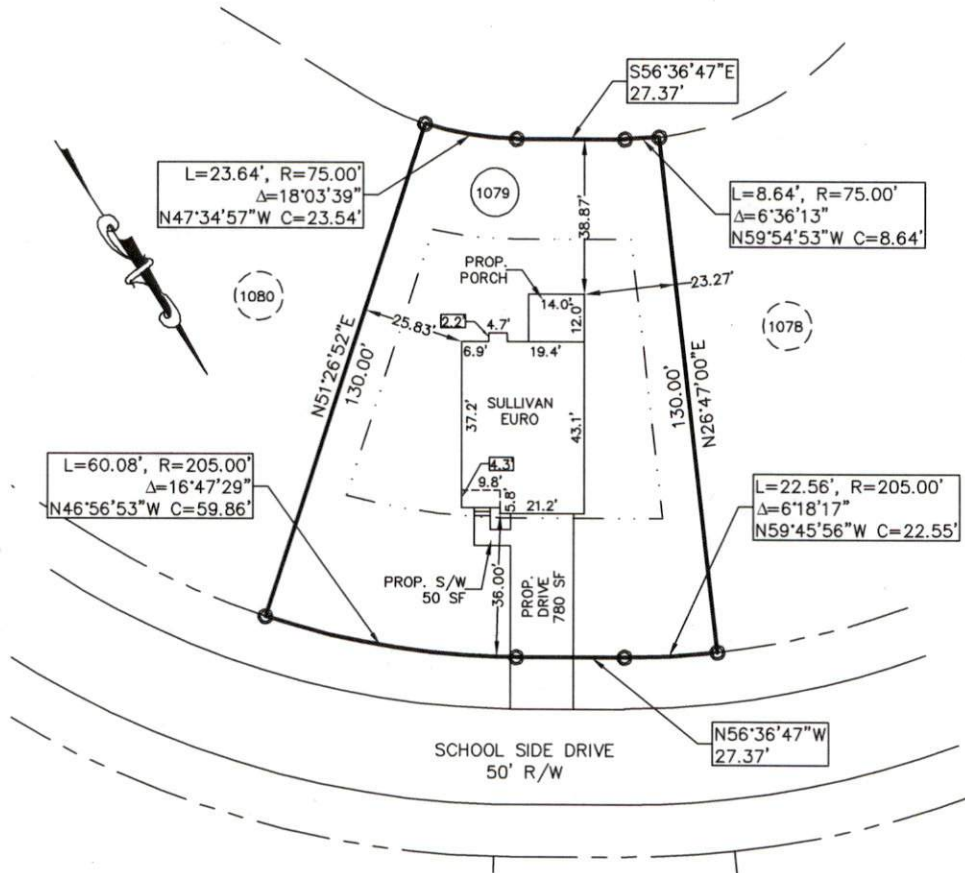 S56°36'47"E
27.37'
L=23.64', R=75.00'
Δ=18°03'39"
N47°34'57"W C=23.54'
1079
L=8.64', R=75.00'
Δ=6°36'13"
N59°54'53"W C=8.64'
38.87'
PROP.
PORCH
1080
23.27'
14.0'
12.0'
1078
2.2'
4.7'
25.83'
6.9'
19.4'
N51°26'52"E
130.00'
N26°47'00"E
130.00'
SULLIVAN
EURO
37.2'
43.1'
4.3'
9.8'
5.8'
21.2'
L=60.08', R=205.00'
Δ=16°47'29"
N46°56'53"W C=59.86'
L=22.56', R=205.00'
Δ=6°18'17"
N59°45'56"W C=22.55'
PROP. S/W
50 SF
36.00'
PROP.
DRIVE
780 SF
N56°36'47"W
27.37'
SCHOOL SIDE DRIVE
50' R/W